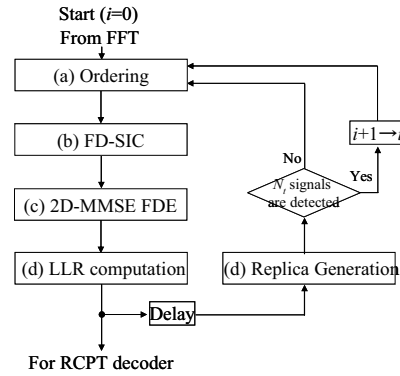 Start (i=0)
From FFT
(a) Ordering
(b) FD-SIC
(c) 2D-MMSE FDE
(d) LLR computation
Delay
For RCPT decoder
(d) Replica Generation
Nt signals
are detected
No
Yes
i+1→i